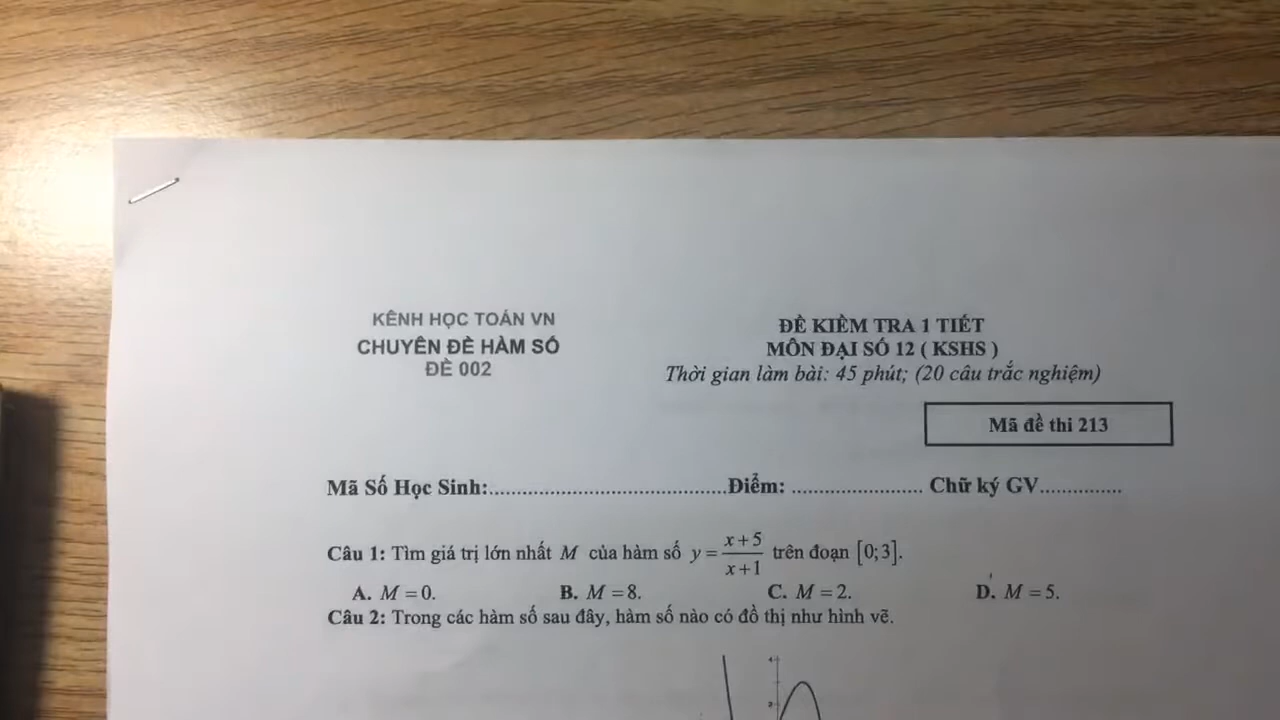 KÊNH HỌC TOÁN VN
CHUYÊN ĐỀ HÀM SỐ
ĐỀ 002
ĐỀ KIỂM TRA 1 TIẾT
MÔN ĐẠI SỐ 12 ( KSHS )
Thời gian làm bài: 45 phút; (20 câu trắc nghiệm)
Mã đề thi 213
Mã Số Học Sinh:..........................................Điểm: ....................... Chữ ký GV...............
Câu 1: Tìm giá trị lớn nhất M của hàm số y = (x+5)/(x+1) trên đoạn [0;3].
A. M = 0. B. M = 8. C. M = 2. D. M = 5.
Câu 2: Trong các hàm số sau đây, hàm số nào có đồ thị như hình vẽ.
4
2